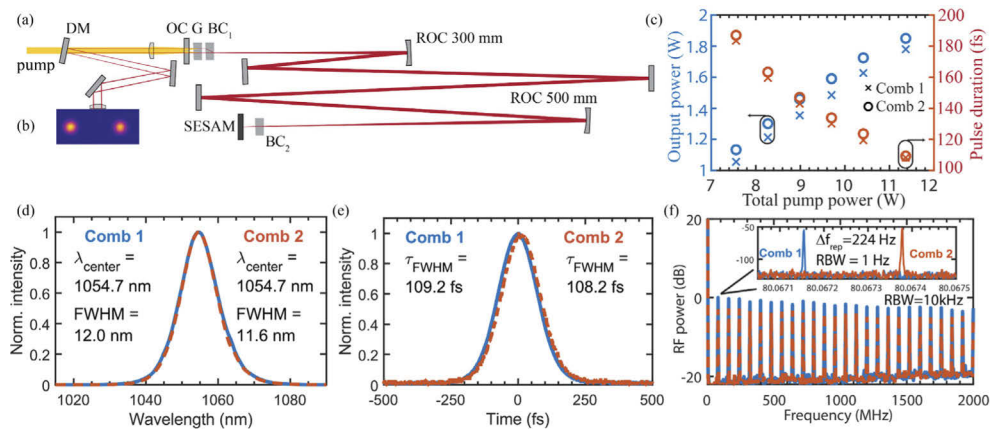 (a)
DM
OC G BC1
pump
ROC 300 mm
ROC 500 mm
(b)
SESAM
BC2
(c)
Output power (W)
2
1.8
1.6
1.4
1.2
1
7 8 9 10 11 12
Total pump power (W)
× Comb 1
○ Comb 2
200
180
160
140
120
100
Pulse duration (fs)
(d)
Norm. intensity
1
0.8
0.6
0.4
0.2
0
Comb 1
λcenter =
1054.7 nm
FWHM =
12.0 nm
Comb 2
λcenter =
1054.7 nm
FWHM =
11.6 nm
1020 1040 1060 1080
Wavelength (nm)
(e)
Norm. intensity
1
0.8
0.6
0.4
0.2
0
Comb 1
τFWHM =
109.2 fs
Comb 2
τFWHM =
108.2 fs
-500 -250 0 250 500
Time (fs)
(f)
RF power (dB)
20
0
-20
-50
-100
Comb 1
Δfrep=224 Hz
RBW = 1 Hz
Comb 2
80.0671 80.0672 80.0673 80.0674 80.0675
RBW=10kHz
0 500 1000 1500 2000
Frequency (MHz)